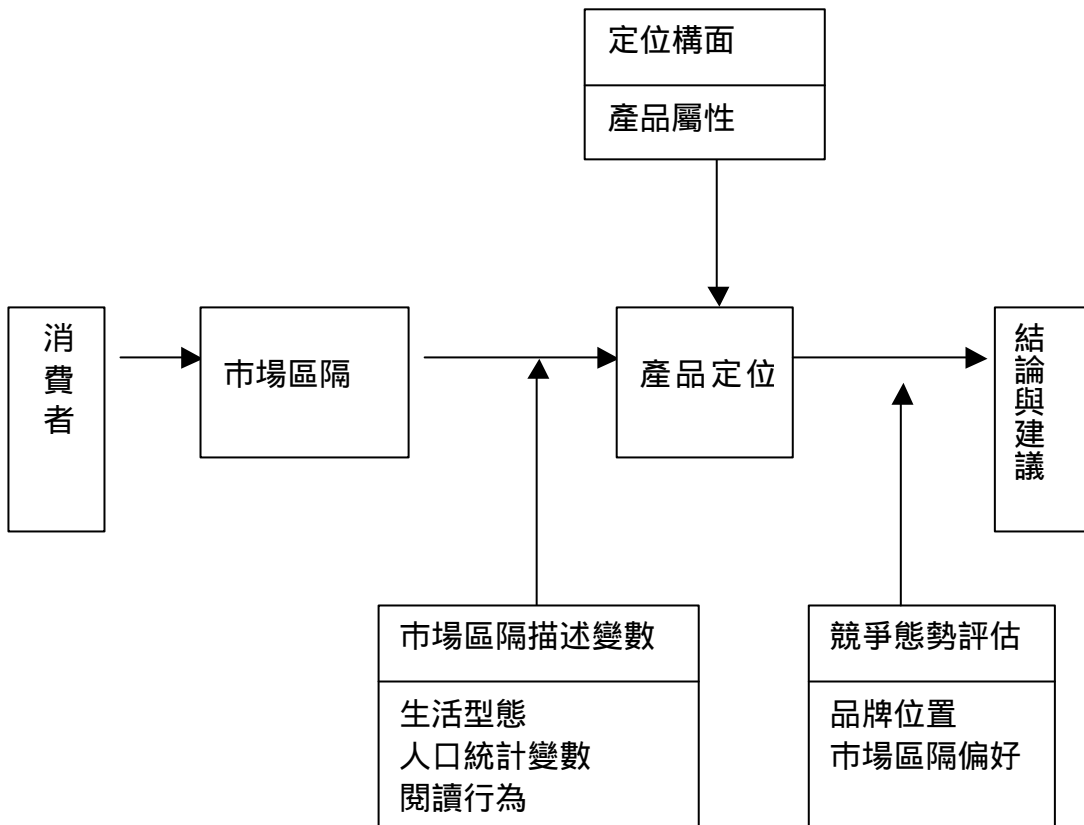 定位構面
產品屬性
消
費
者
市場區隔
產品定位
結
論
與
建
議
市場區隔描述變數
生活型態
人口統計變數
閱讀行為
競爭態勢評估
品牌位置
市場區隔偏好